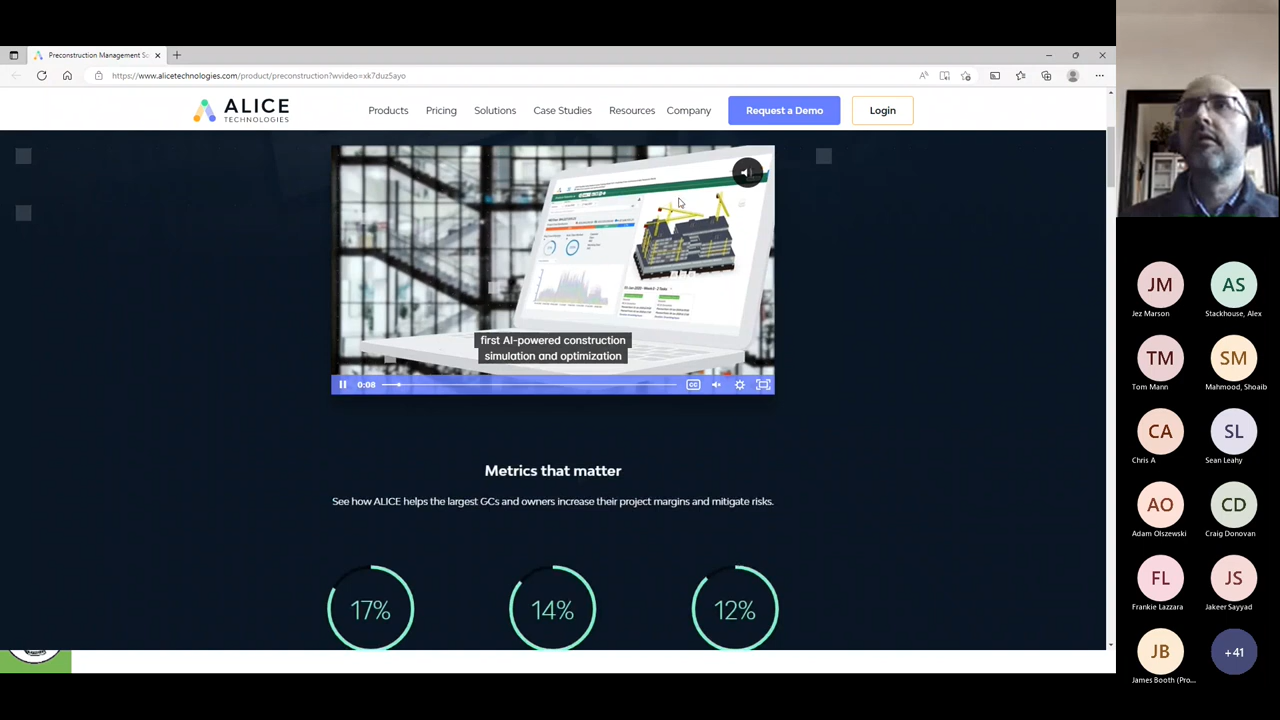 Preconstruction Management S
https://www.alicetechnologies.com/product/preconstruction?wvideo=xk7duz5ayo
ALICE
TECHNOLOGIES
Products
Pricing
Solutions
Case Studies
Resources
Company
Request a Demo
Login
first AI-powered construction
simulation and optimization
0:08
CC
Metrics that matter
See how ALICE helps the largest GCs and owners increase their project margins and mitigate risks.
17%
14%
12%
JM
Jez Marson
AS
Stackhouse, Alex
TM
Tom Mann
SM
Mahmood, Shoaib
CA
Chris A
SL
Sean Leahy
AO
Adam Olszewski
CD
Craig Donovan
FL
Frankie Lazzara
JS
Jakeer Sayyad
JB
James Booth (Pro...
+41